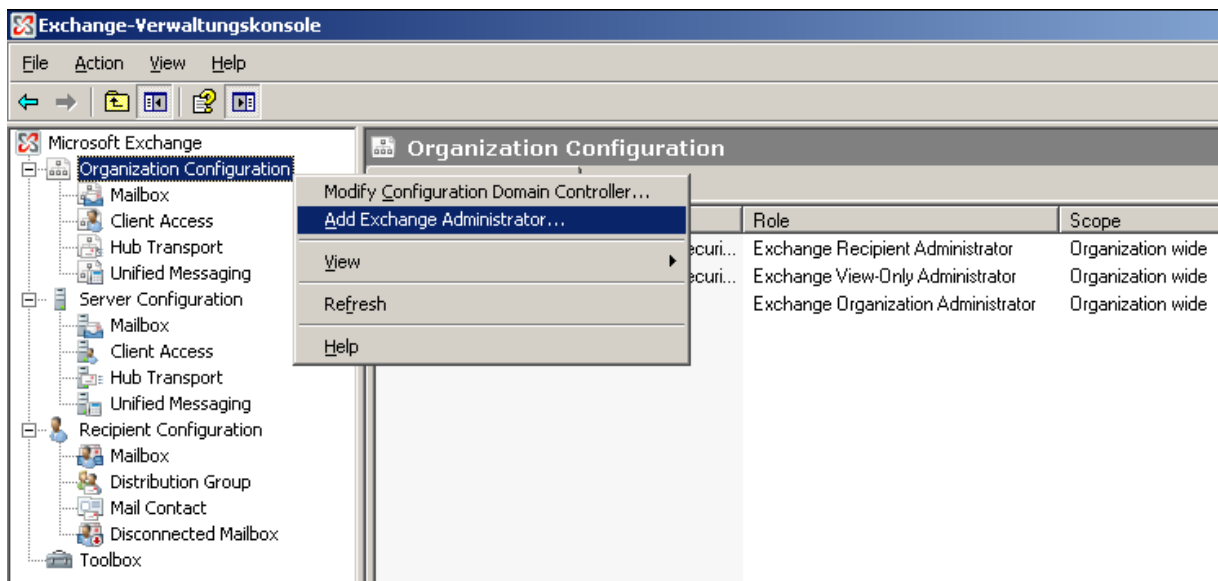 Exchange-Verwaltungskonsole
File Action View Help
Microsoft Exchange
Organization Configuration
Mailbox
Client Access
Hub Transport
Unified Messaging
Server Configuration
Mailbox
Client Access
Hub Transport
Unified Messaging
Recipient Configuration
Mailbox
Distribution Group
Mail Contact
Disconnected Mailbox
Toolbox
Organization Configuration
Modify Configuration Domain Controller...
Add Exchange Administrator...
View
Refresh
Help
Role Scope
Exchange Recipient Administrator Organization wide
Exchange View-Only Administrator Organization wide
Exchange Organization Administrator Organization wide